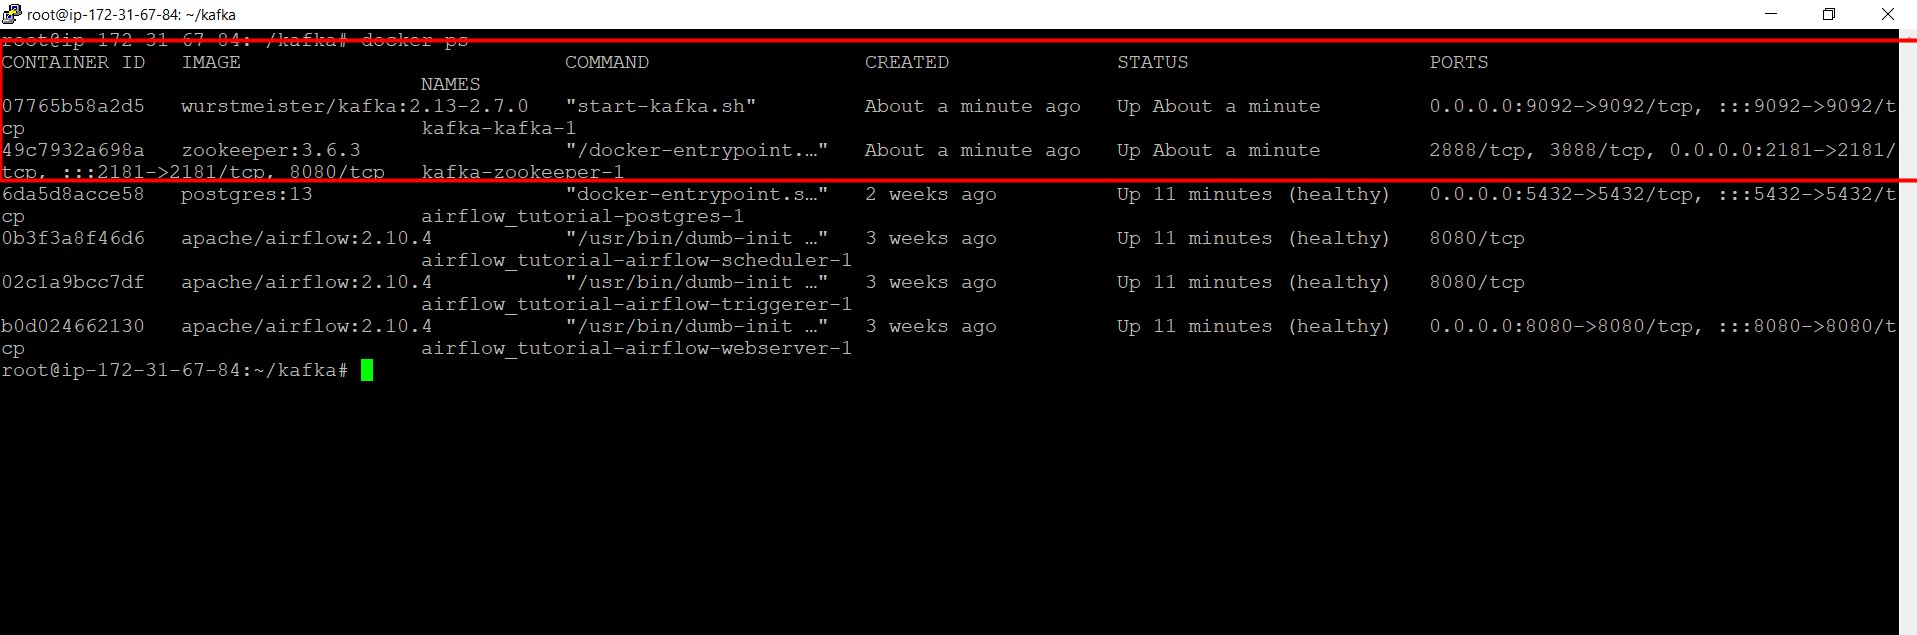 root@ip-172-31-67-84: ~/kafka
root@ip-172-31-67-84: ~/kafka# docker ps
CONTAINER ID   IMAGE                           COMMAND                  CREATED              STATUS                    PORTS
                                   NAMES
07765b58a2d5   wurstmeister/kafka:2.13-2.7.0   "start-kafka.sh"         About a minute ago   Up About a minute         0.0.0.0:9092->9092/tcp, :::9092->9092/t
cp                                 kafka-kafka-1
49c7932a698a   zookeeper:3.6.3                 "/docker-entrypoint.…"   About a minute ago   Up About a minute         2888/tcp, 3888/tcp, 0.0.0.0:2181->2181/
tcp, :::2181->2181/tcp, 8080/tcp   kafka-zookeeper-1
6da5d8acce58   postgres:13                     "docker-entrypoint.s…"   2 weeks ago          Up 11 minutes (healthy)   0.0.0.0:5432->5432/tcp, :::5432->5432/t
cp                                 airflow_tutorial-postgres-1
0b3f3a8f46d6   apache/airflow:2.10.4           "/usr/bin/dumb-init …"   3 weeks ago          Up 11 minutes (healthy)   8080/tcp
                                   airflow_tutorial-airflow-scheduler-1
02c1a9bcc7df   apache/airflow:2.10.4           "/usr/bin/dumb-init …"   3 weeks ago          Up 11 minutes (healthy)   8080/tcp
                                   airflow_tutorial-airflow-triggerer-1
b0d024662130   apache/airflow:2.10.4           "/usr/bin/dumb-init …"   3 weeks ago          Up 11 minutes (healthy)   0.0.0.0:8080->8080/tcp, :::8080->8080/t
cp                                 airflow_tutorial-airflow-webserver-1
root@ip-172-31-67-84:~/kafka#